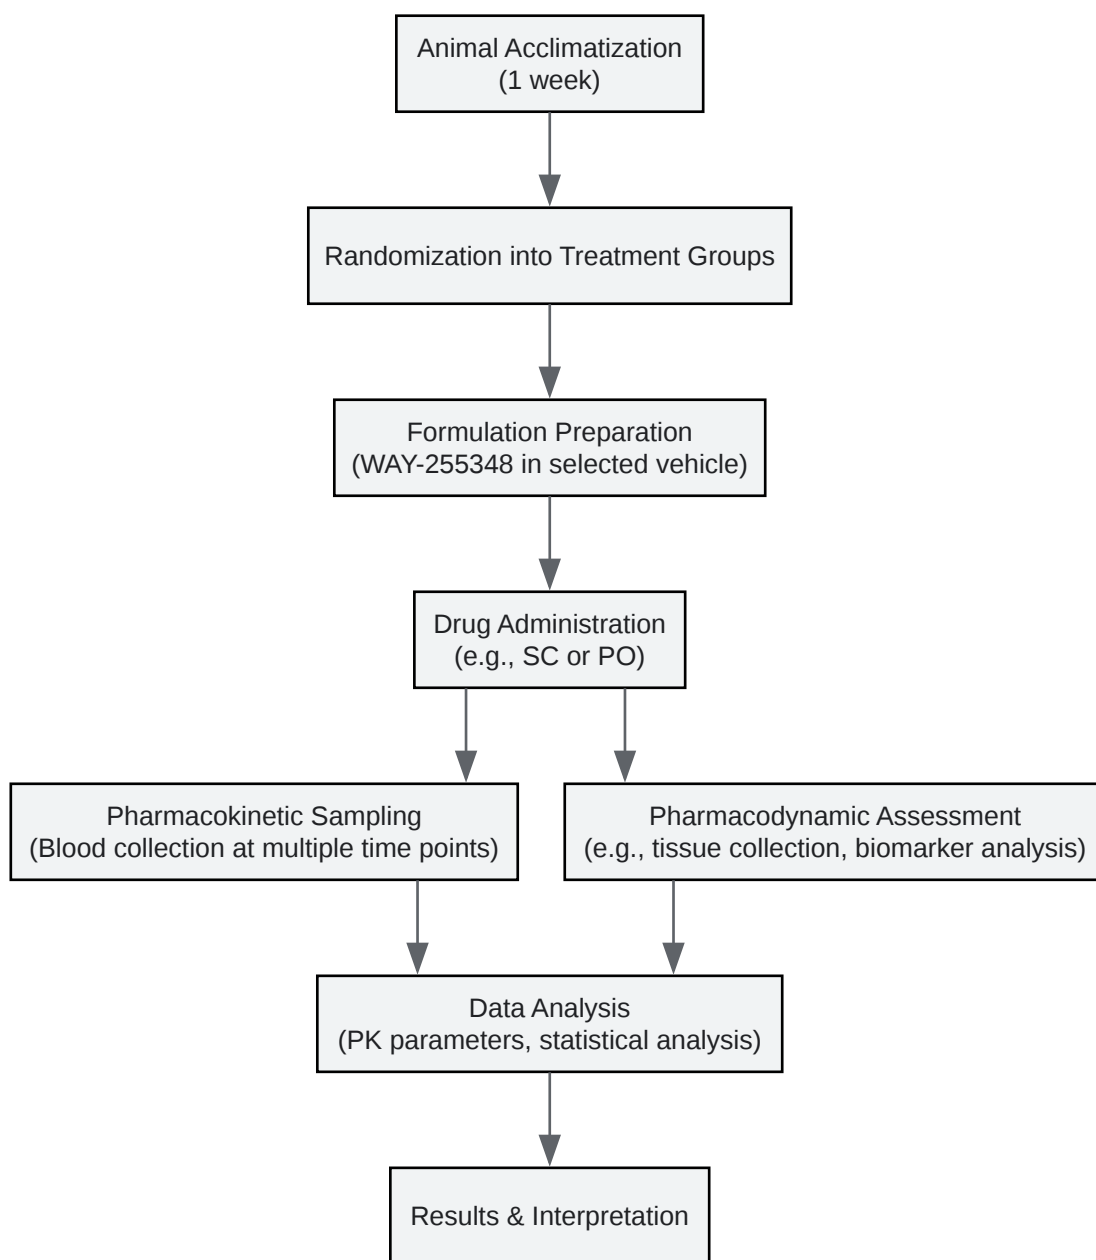 Animal Acclimatization
(1 week)
Randomization into Treatment Groups
Formulation Preparation
(WAY-255348 in selected vehicle)
Drug Administration
(e.g., SC or PO)
Pharmacokinetic Sampling
(Blood collection at multiple time points)
Pharmacodynamic Assessment
(e.g., tissue collection, biomarker analysis)
Data Analysis
(PK parameters, statistical analysis)
Results & Interpretation